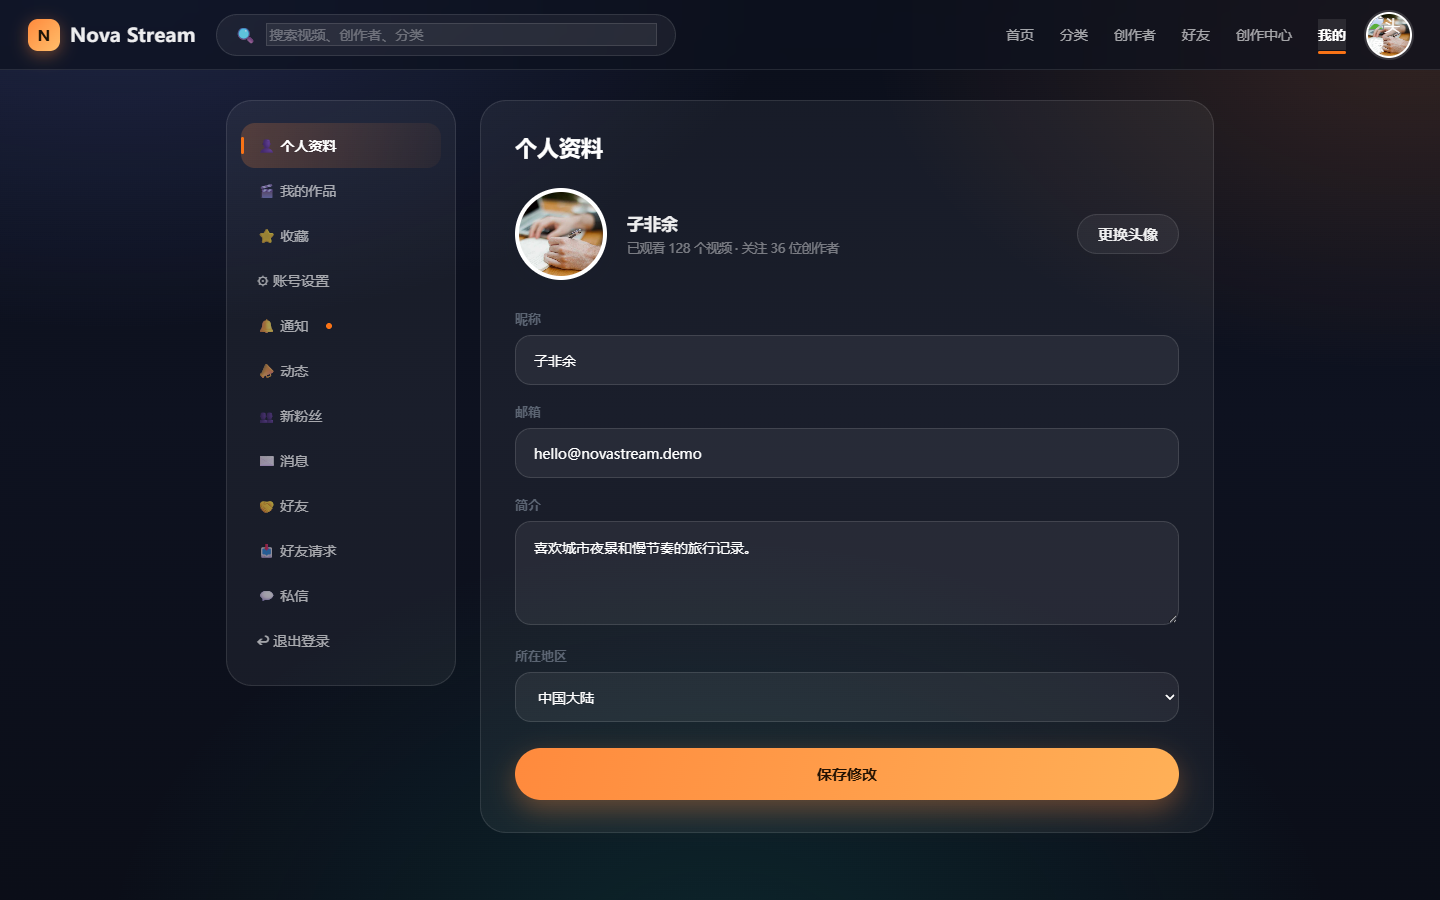 N Nova Stream
搜索视频、创作者、分类
首页 分类 创作者 好友 创作中心 我的 头
个人资料
我的作品
收藏
账号设置
通知
动态
新粉丝
消息
好友
好友请求
私信
退出登录
个人资料
子非余
已观看 128 个视频 · 关注 36 位创作者
更换头像
昵称
子非余
邮箱
hello@novastream.demo
简介
喜欢城市夜景和慢节奏的旅行记录。
所在地区
中国大陆
保存修改